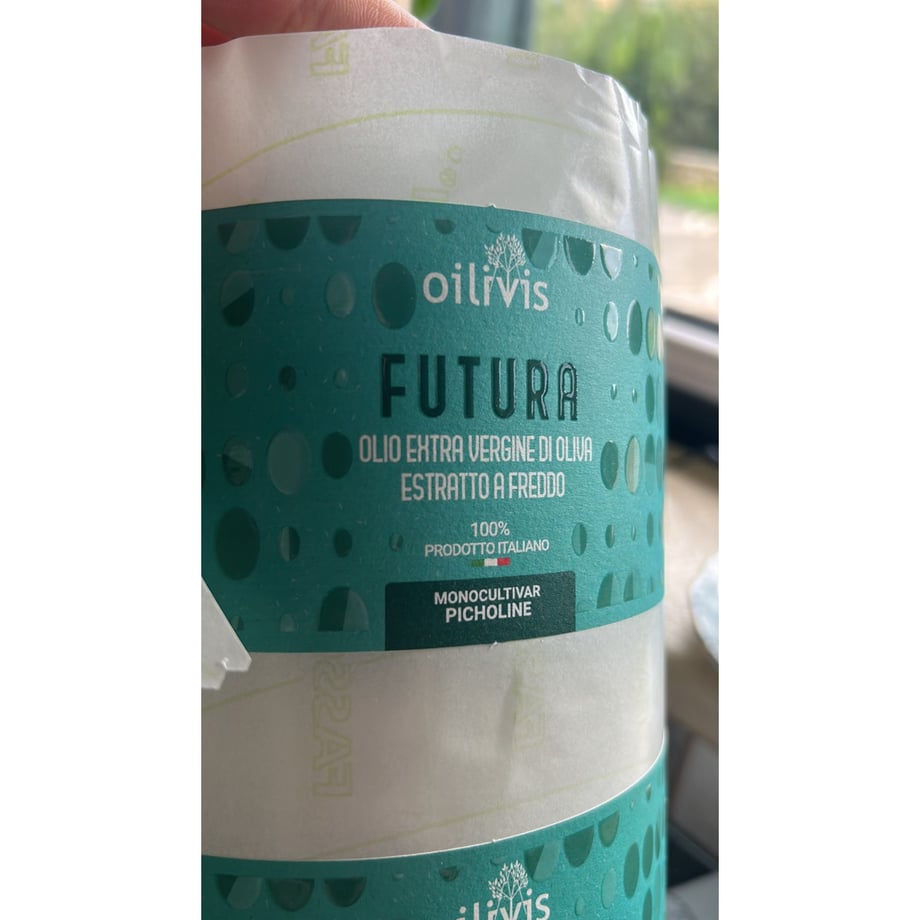 oilivis
FUTURA
OLIO EXTRA VERGINE DI OLIVA
ESTRATTO A FREDDO
100%
PRODOTTO ITALIANO
MONOCULTIVAR
PICHOLINE
oilivis